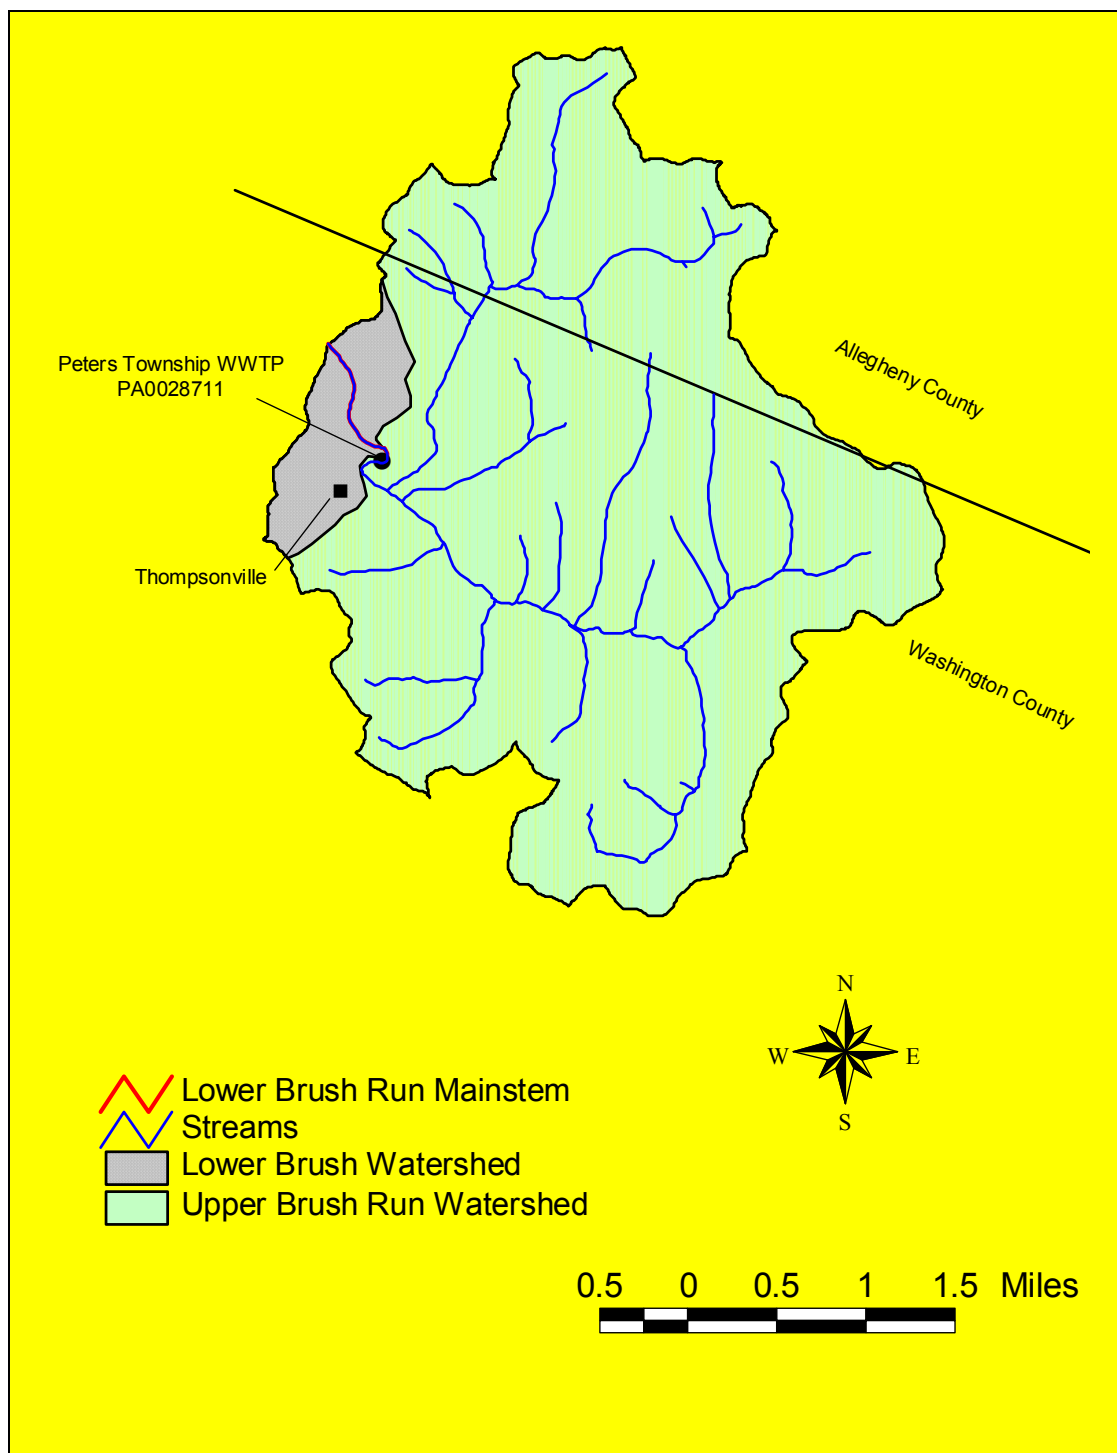 Allegheny County
Peters Township WWTP
PA0028711
Thompsonville
Washington County
N
W E
S
Lower Brush Run Mainstem
Streams
Lower Brush Watershed
Upper Brush Run Watershed
0.5 0 0.5 1 1.5 Miles